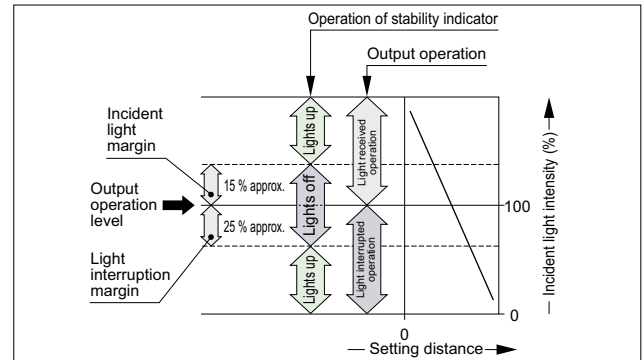 Operation of stability indicator
Output operation
Incident
light
margin
Output
operation
level
Light
interruption
margin
15 % approx.
25 % approx.
Lights up
Lights off
Lights up
Light received
operation
Light interrupted
operation
100
0
0
Setting distance
Incident light intensity (%)